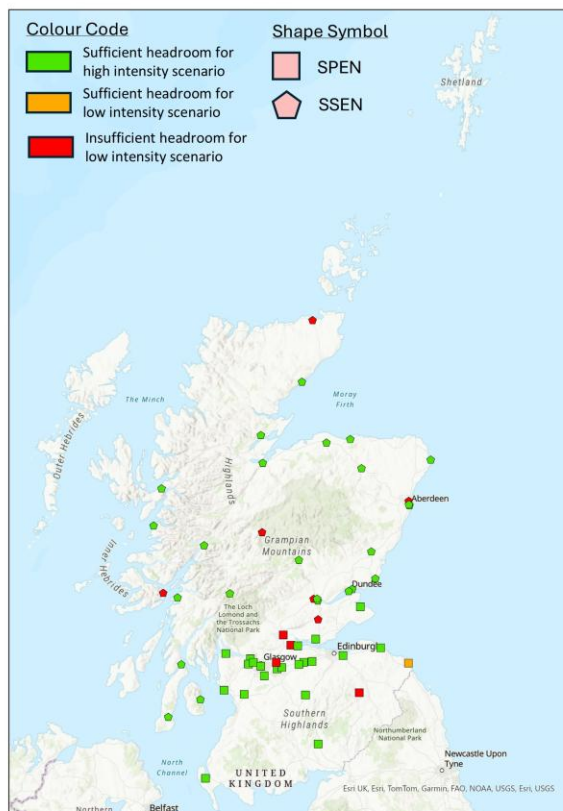 Colour Code
Shape Symbol
Sufficient headroom for
high intensity scenario
SPEN
Sufficient headroom for
low intensity scenario
SSEN
Insufficient headroom for
low intensity scenario
Shetland
The Minch
Moray
Firth
Outer Hebrides
Highlands
Aberdeen
Grampian
Mountains
Inner Hebrides
Dundee
The Loch
Lomond and
the Trossachs
National Park
Glasgow
Edinburgh
Southern
Highlands
Northumberland
National Park
North
Channel
Newcastle Upon
Tyne
UNITED
KINGDOM
Esri UK, Esri, TomTom, Garmin, FAO, NOAA, USGS, Esri, USGS
Northern
Belfast